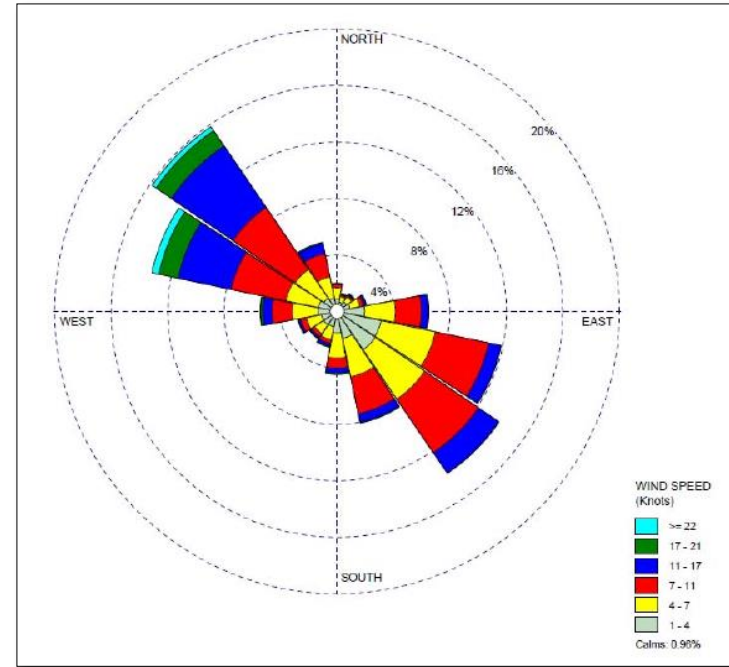 NORTH
20%
16%
12%
8%
4%
WEST
EAST
SOUTH
WIND SPEED
(Knots)
>= 22
17 - 21
11 - 17
7 - 11
4 - 7
1 - 4
Calms: 0.96%